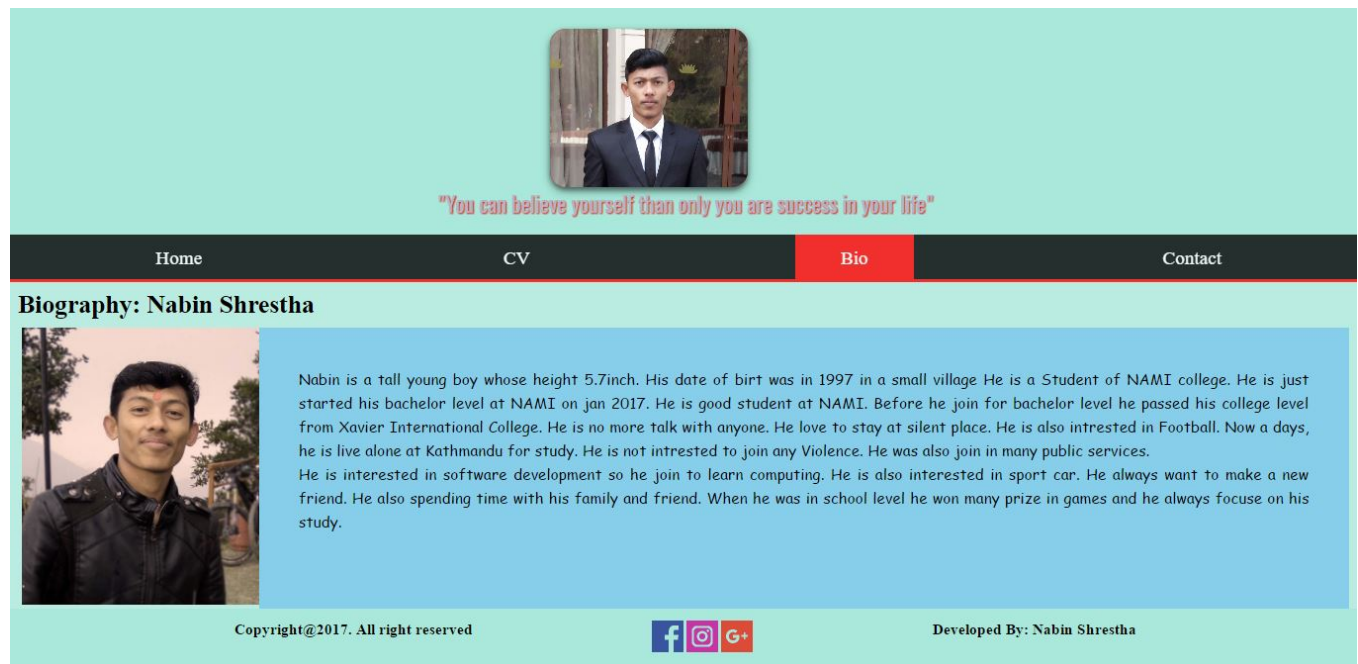 "You can believe yourself than only you are success in your life"
Home CV Bio Contact
Biography: Nabin Shrestha
Nabin is a tall young boy whose height 5.7inch. His date of birt was in 1997 in a small village He is a Student of NAMI college. He is just
started his bachelor level at NAMI on jan 2017. He is good student at NAMI. Before he join for bachelor level he passed his college level
from Xavier International College. He is no more talk with anyone. He love to stay at silent place. He is also intrested in Football. Now a days,
he is live alone at Kathmandu for study. He is not intrested to join any Violence. He was also join in many public services.
He is interested in software development so he join to learn computing. He is also interested in sport car. He always want to make a new
friend. He also spending time with his family and friend. When he was in school level he won many prize in games and he always focuse on his
study.
Copyright@2017. All right reserved
f G+
Developed By: Nabin Shrestha